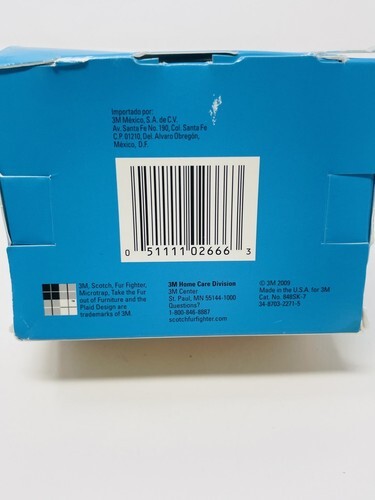 Importado por:
3M México, S.A. de C.V.
Av. Santa Fe No. 190, Col. Santa Fe
C.P. 01210, Del. Alvaro Obregón,
México, D.F.
0 51111 02666 3
3M, Scotch, Fur Fighter,
Microtrap, Take the Fur
out of Furniture and the
Plaid Design are
trademarks of 3M
3M Home Care Division
3M Center
St. Paul, MN 55144-1000
Questions?
1-800-846-8887
scotchfurfighter.com
© 3M 2009
Made in the U.S.A. for 3M
Cat. No. 848SX-7
34-8703-2271-5